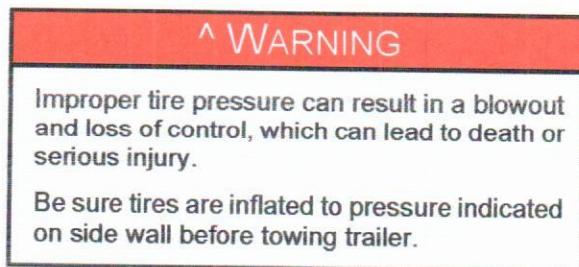 ^ WARNING
Improper tire pressure can result in a blowout
and loss of control, which can lead to death or
serious injury.
Be sure tires are inflated to pressure indicated
on side wall before towing trailer.